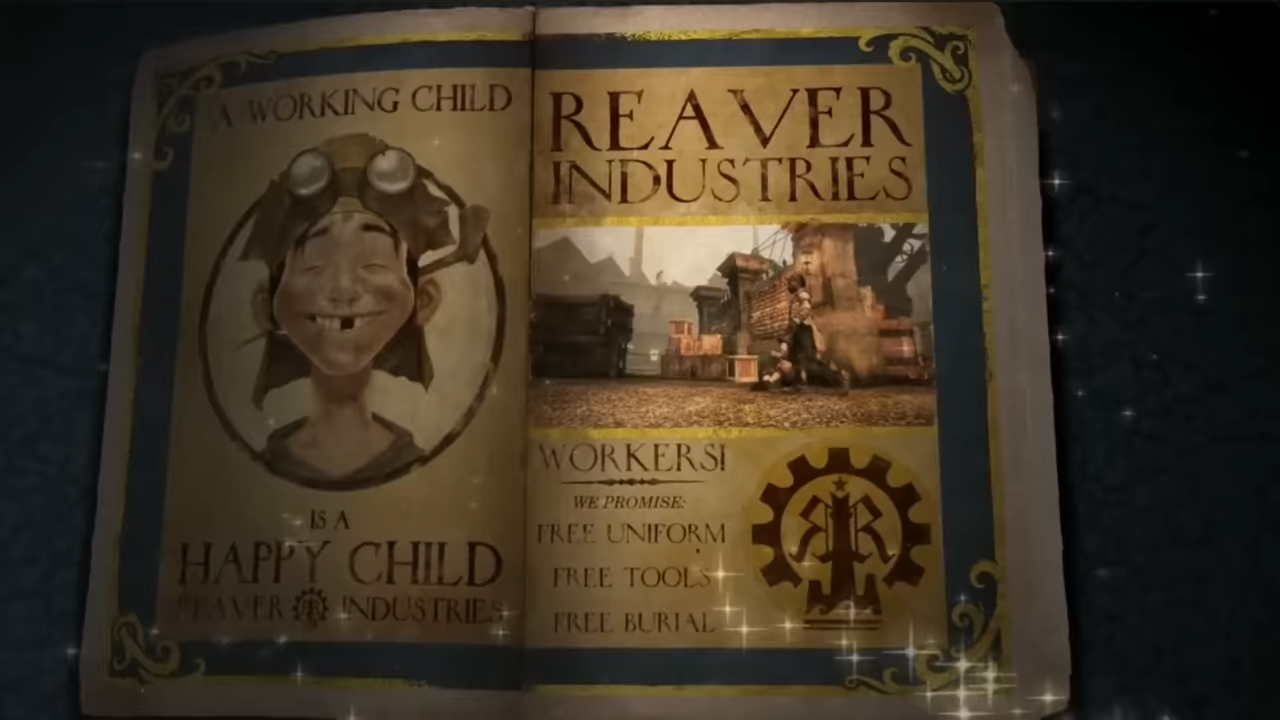 A WORKING CHILD
IS A
HAPPY CHILD
REAVER INDUSTRIES
REAVER
INDUSTRIES
WORKERS!
WE PROMISE:
FREE UNIFORM
FREE TOOLS
FREE BURIAL